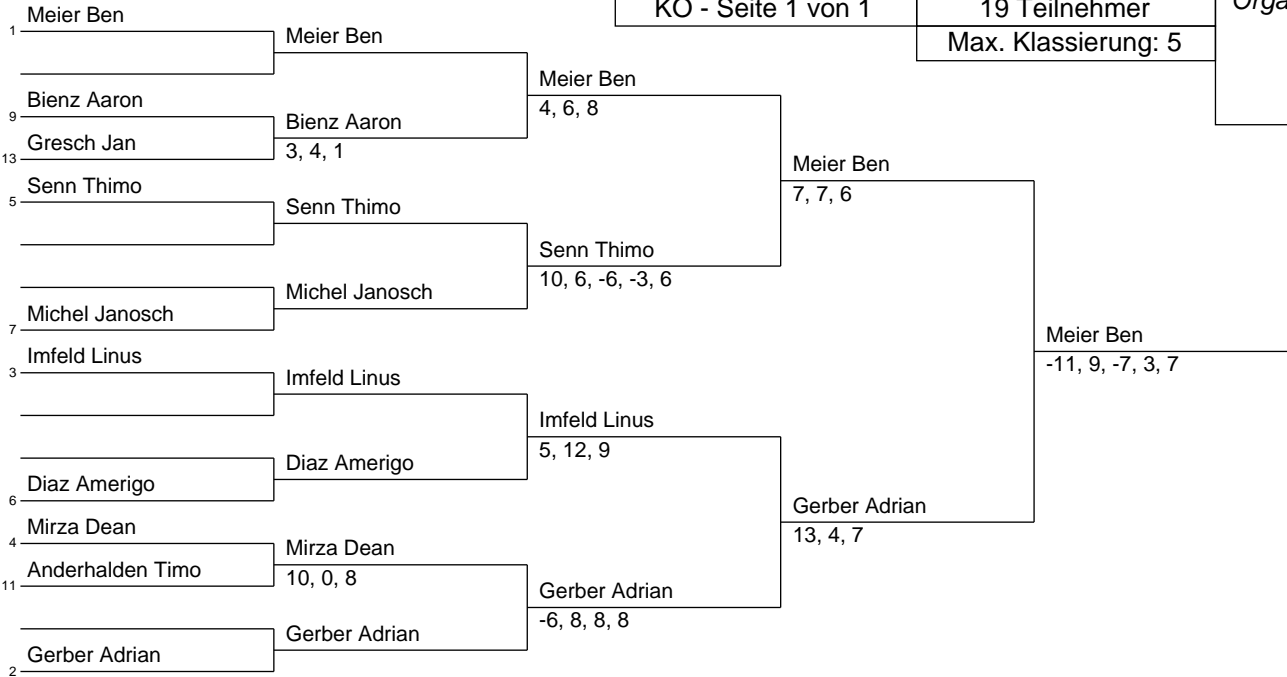 KO - Seite 1 von 1
19 Teilnehmer
Max. Klassierung: 5
Meier Ben
1
Bienz Aaron
9
Gresch Jan
13
Senn Thimo
5
Michel Janosch
7
Imfeld Linus
3
Diaz Amerigo
6
Mirza Dean
4
Anderhalden Timo
11
Gerber Adrian
2
Meier Ben
Bienz Aaron
3, 4, 1
Senn Thimo
Michel Janosch
Imfeld Linus
Diaz Amerigo
Mirza Dean
10, 0, 8
Gerber Adrian
Meier Ben
4, 6, 8
Senn Thimo
10, 6, -6, -3, 6
Imfeld Linus
5, 12, 9
Gerber Adrian
-6, 8, 8, 8
Meier Ben
7, 7, 6
Gerber Adrian
13, 4, 7
Meier Ben
-11, 9, -7, 3, 7